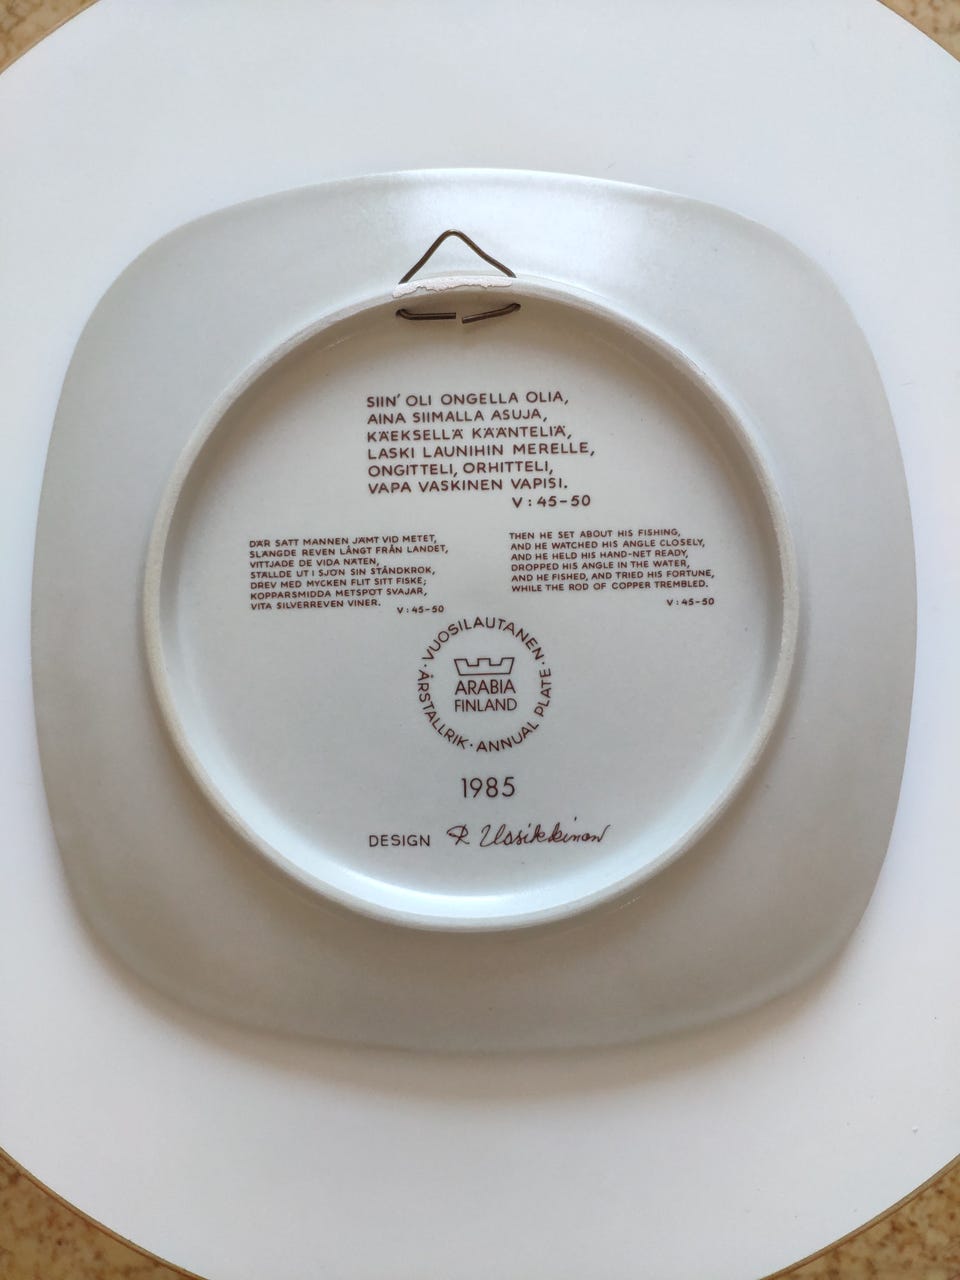 SIIN' OLI ONGELLA OLIA,
AINA SIIMALLA ASUJA,
KÄEKSELLÄ KÄÄNTELIÄ,
LASKI LAUNIHIN MERELLE,
ONGITTELI, ORHITTELI,
VAPA VASKINEN VAPISI.
V:45-50
DÄR SATT MANNEN JÄMT VID METET,
SLÄNGDE REVEN LÅNGT FRÅN LANDET,
VITTJADE DE VIDA NÄTEN,
STÄLLDE UT I SJÖN SIN STÅNDKROK,
DREV MED MYCKEN FLIT SITT FISKE;
KOPPARSMIDDA METSPÖT SVAJAR,
VITA SILVERREVEN VINER.
V:45-50
THEN HE SET ABOUT HIS FISHING,
AND HE WATCHED HIS ANGLE CLOSELY,
AND HE HELD HIS HAND-NET READY,
DROPPED HIS ANGLE IN THE WATER,
AND HE FISHED, AND TRIED HIS FORTUNE,
WHILE THE ROD OF COPPER TREMBLED.
V:45-50
VUOSILAUTANEN · ANNUAL PLATE · ÅRSTALLRIK ·
ARABIA
FINLAND
1985
DESIGN R Uosikkinen